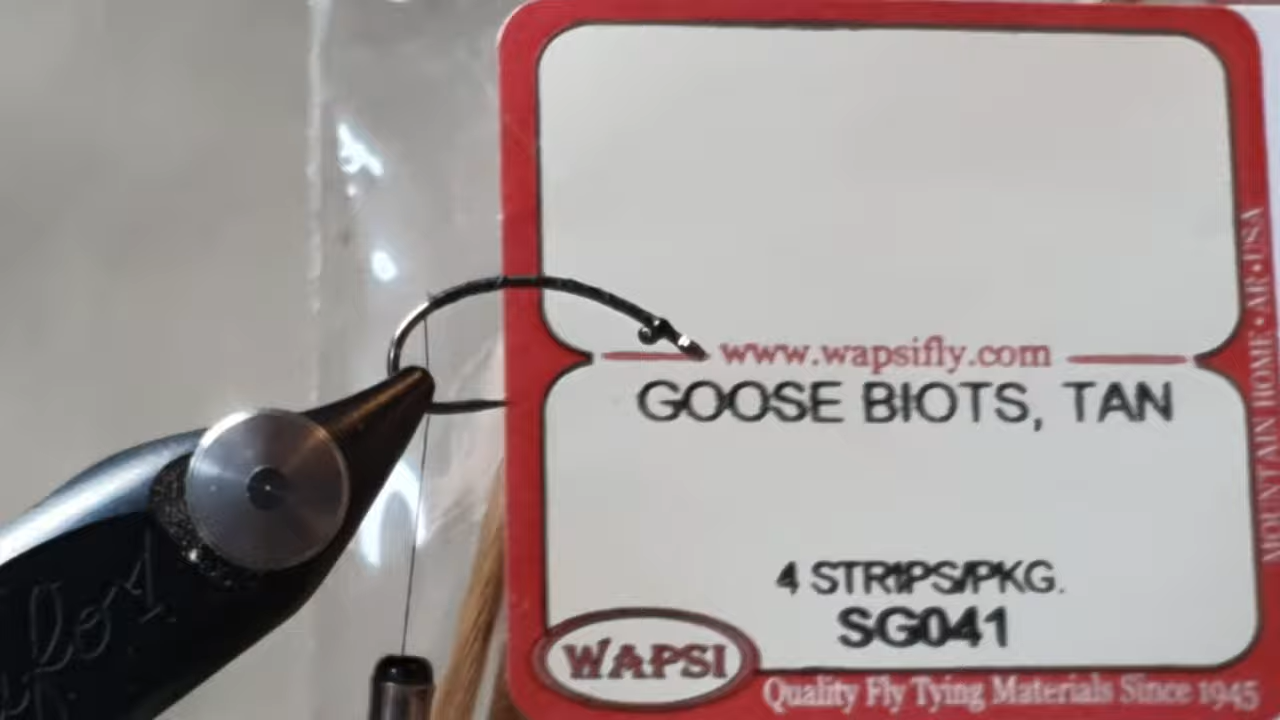 www.wapsifly.com
GOOSE BIOTS, TAN
4 STRIPS/PKG.
SG041
WAPSI
Quality Fly Tying Materials Since 1945
MOUNTAIN HOME • AR • USA